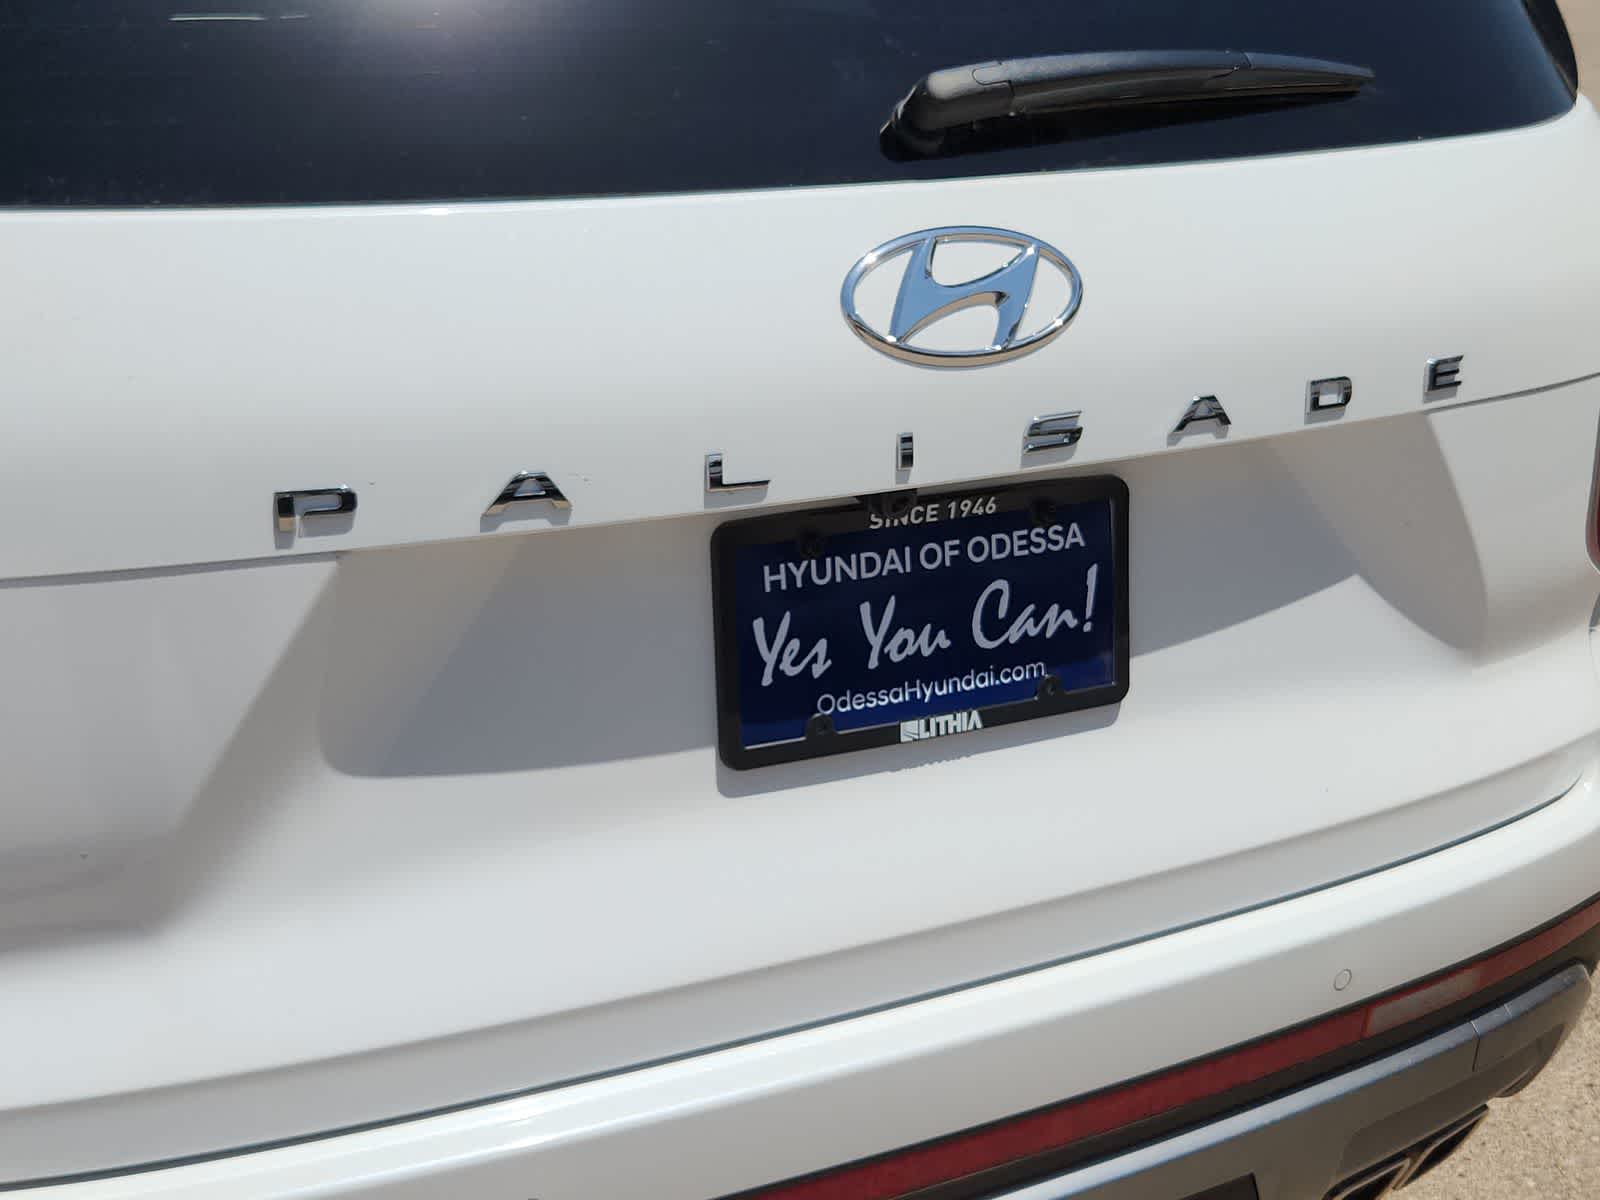 PALISADE
SINCE 1946
HYUNDAI OF ODESSA
Yes You Can!
OdessaHyundai.com
LITHIA